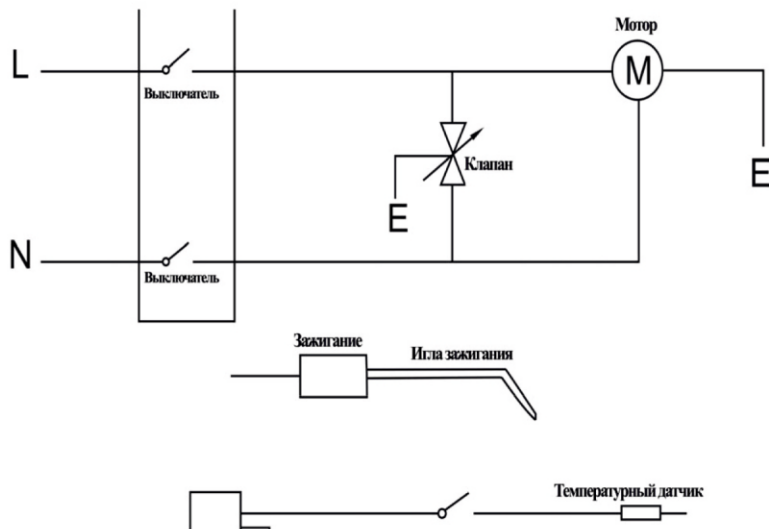 Мотор
L
M
Выключатель
Клапан
E
E
N
Выключатель
Зажигание
Игла зажигания
Температурный датчик